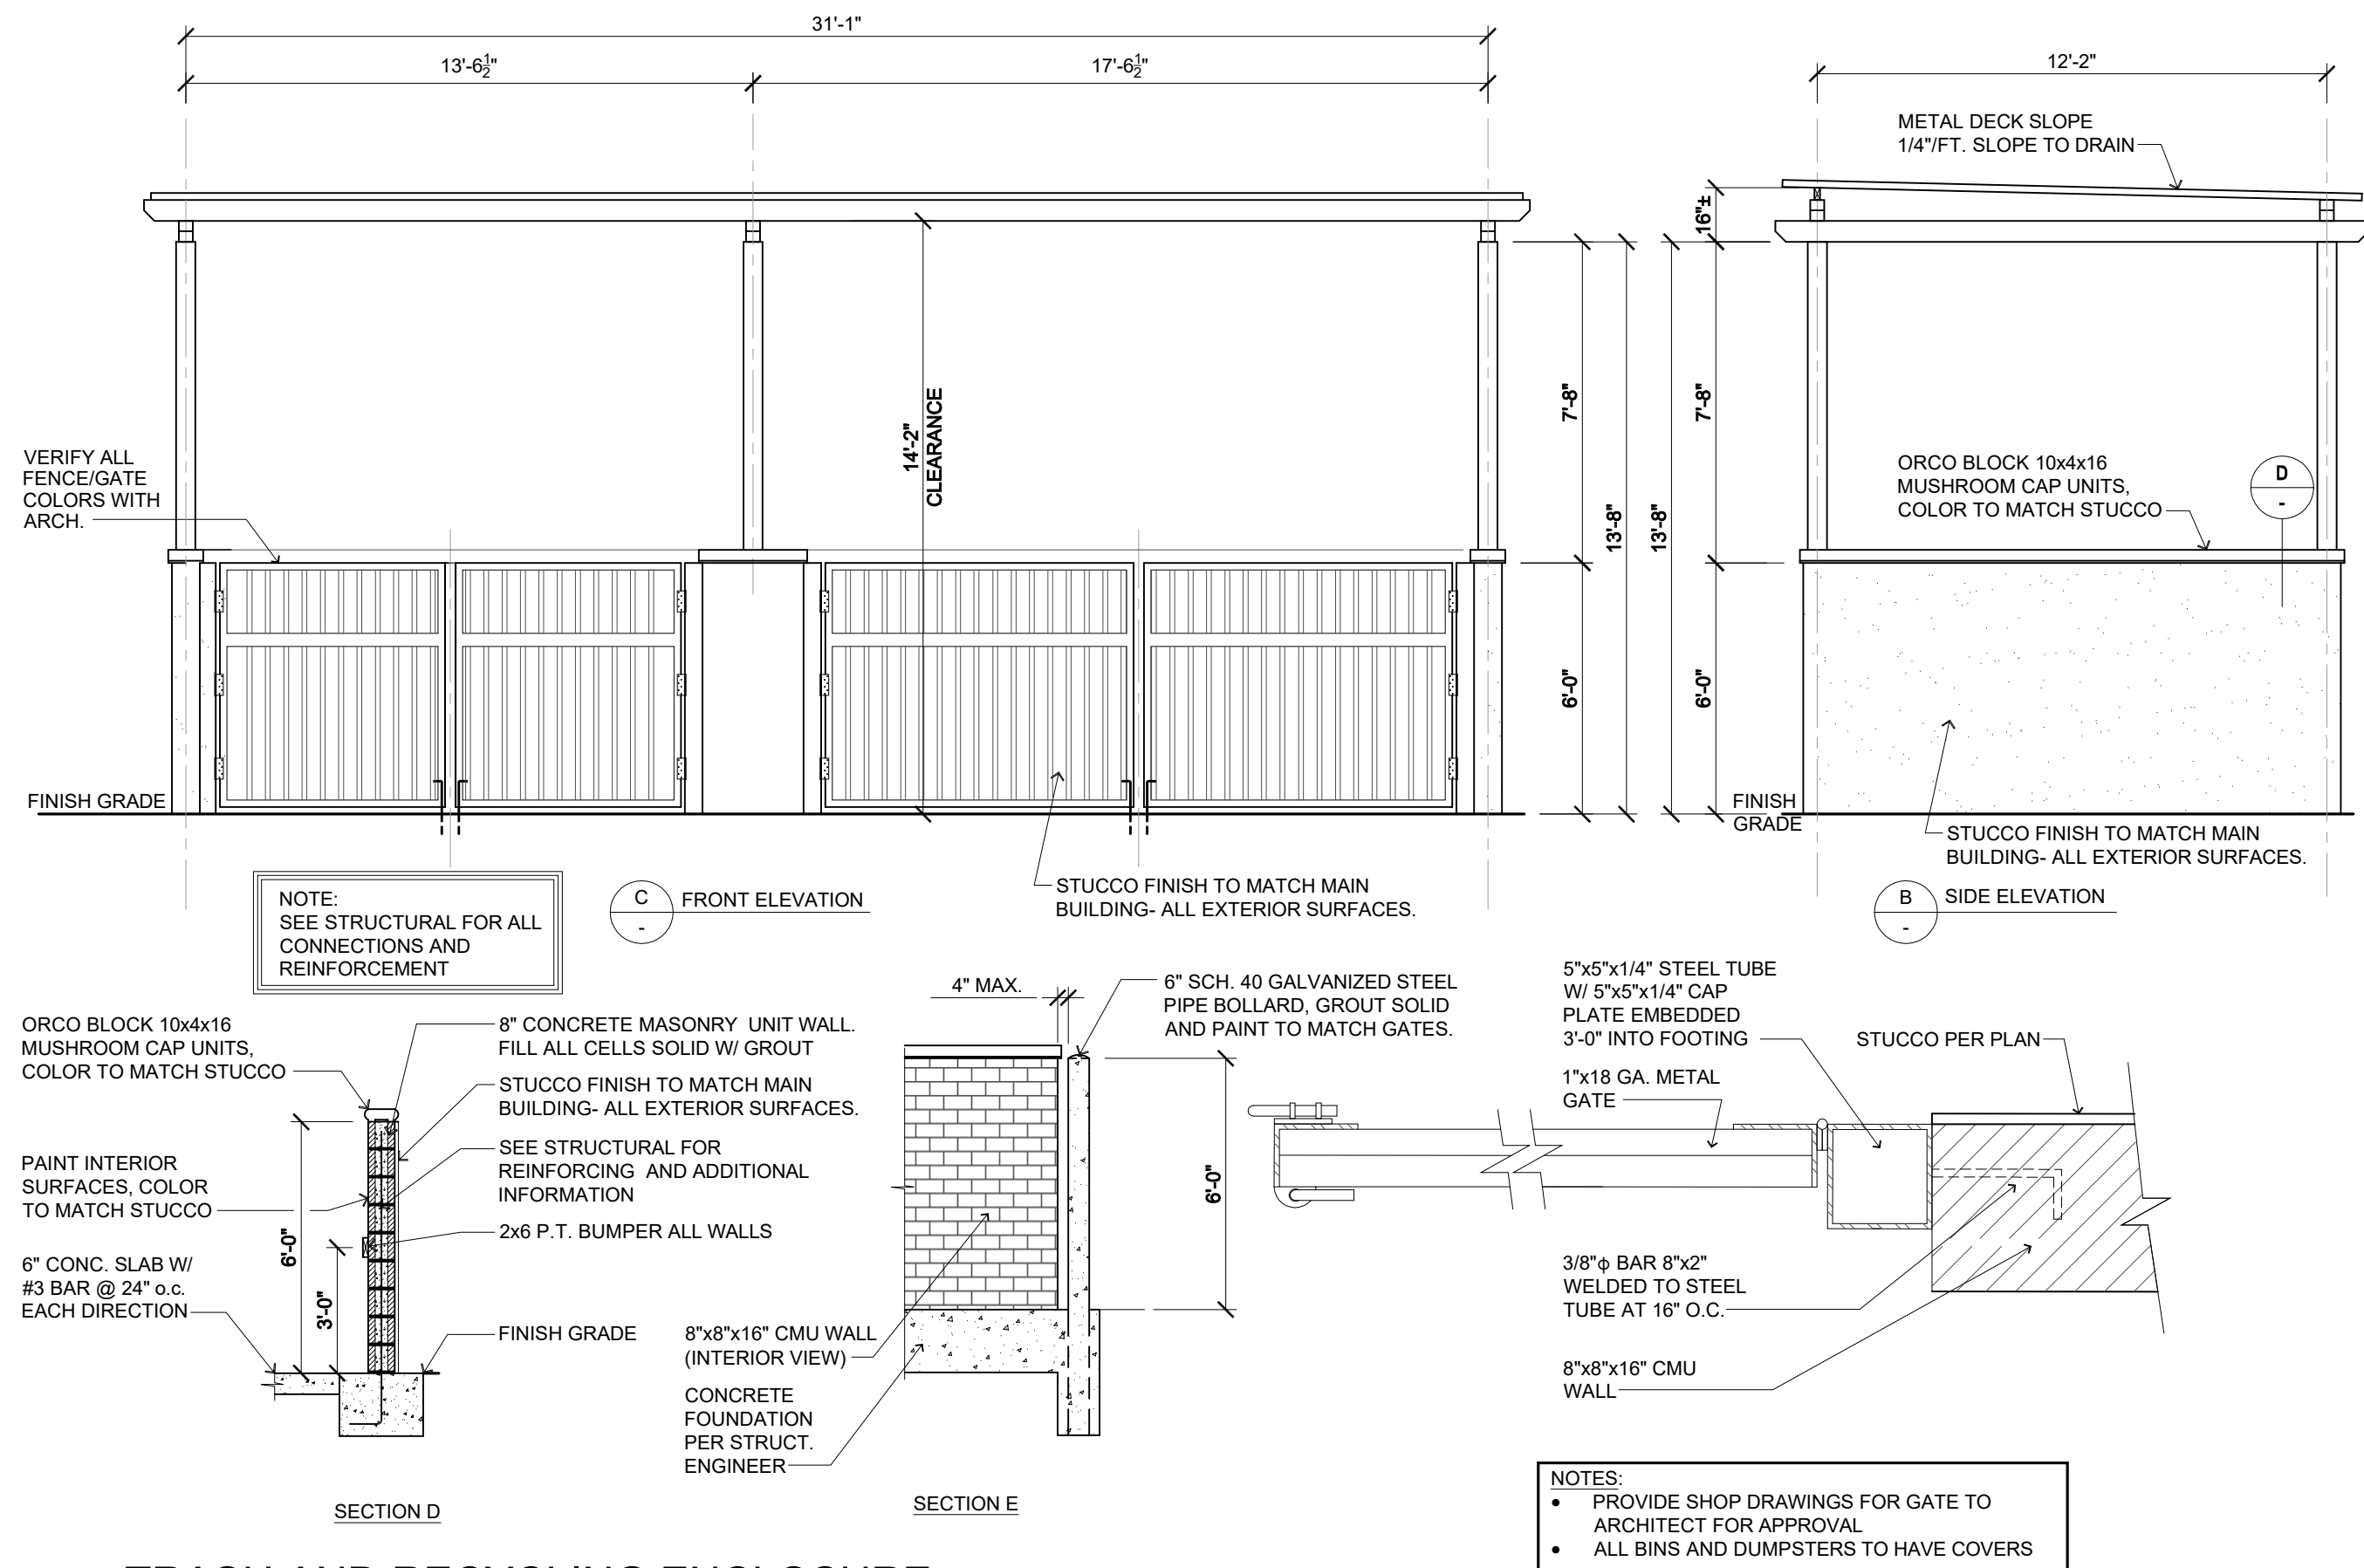 31'-1"
13'-6½"
17'-6½"
12'-2"
METAL DECK SLOPE
1/4"/FT. SLOPE TO DRAIN
16"±
14'-2"
CLEARANCE
7'-8"
13'-8"
13'-8"
7'-8"
6'-0"
6'-0"
VERIFY ALL
FENCE/GATE
COLORS WITH
ARCH.
ORCO BLOCK 10x4x16
MUSHROOM CAP UNITS,
COLOR TO MATCH STUCCO
D
-
FINISH GRADE
FINISH
GRADE
STUCCO FINISH TO MATCH MAIN
BUILDING- ALL EXTERIOR SURFACES.
STUCCO FINISH TO MATCH MAIN
BUILDING- ALL EXTERIOR SURFACES.
NOTE:
SEE STRUCTURAL FOR ALL
CONNECTIONS AND
REINFORCEMENT
C
-
FRONT ELEVATION
B
-
SIDE ELEVATION
ORCO BLOCK 10x4x16
MUSHROOM CAP UNITS,
COLOR TO MATCH STUCCO
PAINT INTERIOR
SURFACES, COLOR
TO MATCH STUCCO
6" CONC. SLAB W/
#3 BAR @ 24" o.c.
EACH DIRECTION
6'-0"
3'-0"
8" CONCRETE MASONRY UNIT WALL.
FILL ALL CELLS SOLID W/ GROUT
STUCCO FINISH TO MATCH MAIN
BUILDING- ALL EXTERIOR SURFACES.
SEE STRUCTURAL FOR
REINFORCING AND ADDITIONAL
INFORMATION
2x6 P.T. BUMPER ALL WALLS
FINISH GRADE
SECTION D
4" MAX.
6" SCH. 40 GALVANIZED STEEL
PIPE BOLLARD, GROUT SOLID
AND PAINT TO MATCH GATES.
6'-0"
8"x8"x16" CMU WALL
(INTERIOR VIEW)
CONCRETE
FOUNDATION
PER STRUCT.
ENGINEER
SECTION E
5"x5"x1/4" STEEL TUBE
W/ 5"x5"x1/4" CAP
PLATE EMBEDDED
3'-0" INTO FOOTING
1"x18 GA. METAL
GATE
STUCCO PER PLAN
3/8"φ BAR 8"x2"
WELDED TO STEEL
TUBE AT 16" O.C.
8"x8"x16" CMU
WALL
NOTES:
• PROVIDE SHOP DRAWINGS FOR GATE TO
ARCHITECT FOR APPROVAL
• ALL BINS AND DUMPSTERS TO HAVE COVERS
TRASH AND RECYCLING ENCLOSURE